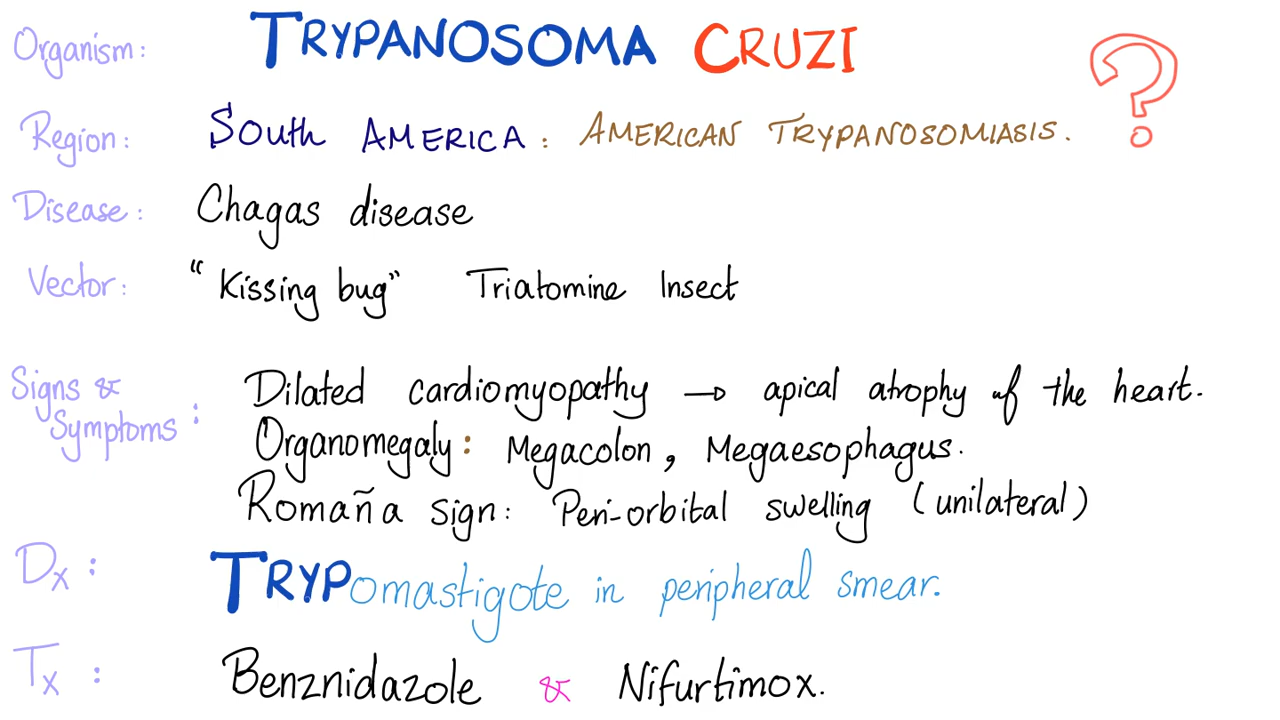 Organism: TRYPANOSOMA CRUZI ?
Region: South AMERICA: AMERICAN TRYPANOSOMIASIS.
Disease: Chagas disease
Vector: "Kissing bug" Triatomine Insect
Signs & Symptoms: Dilated cardiomyopathy → apical atrophy of the heart.
Organomegaly: Megacolon, Megaesophagus.
Romaña sign: Peri-orbital swelling (unilateral)
Dx: TRYPomastigote in peripheral smear.
Tx: Benznidazole & Nifurtimox.